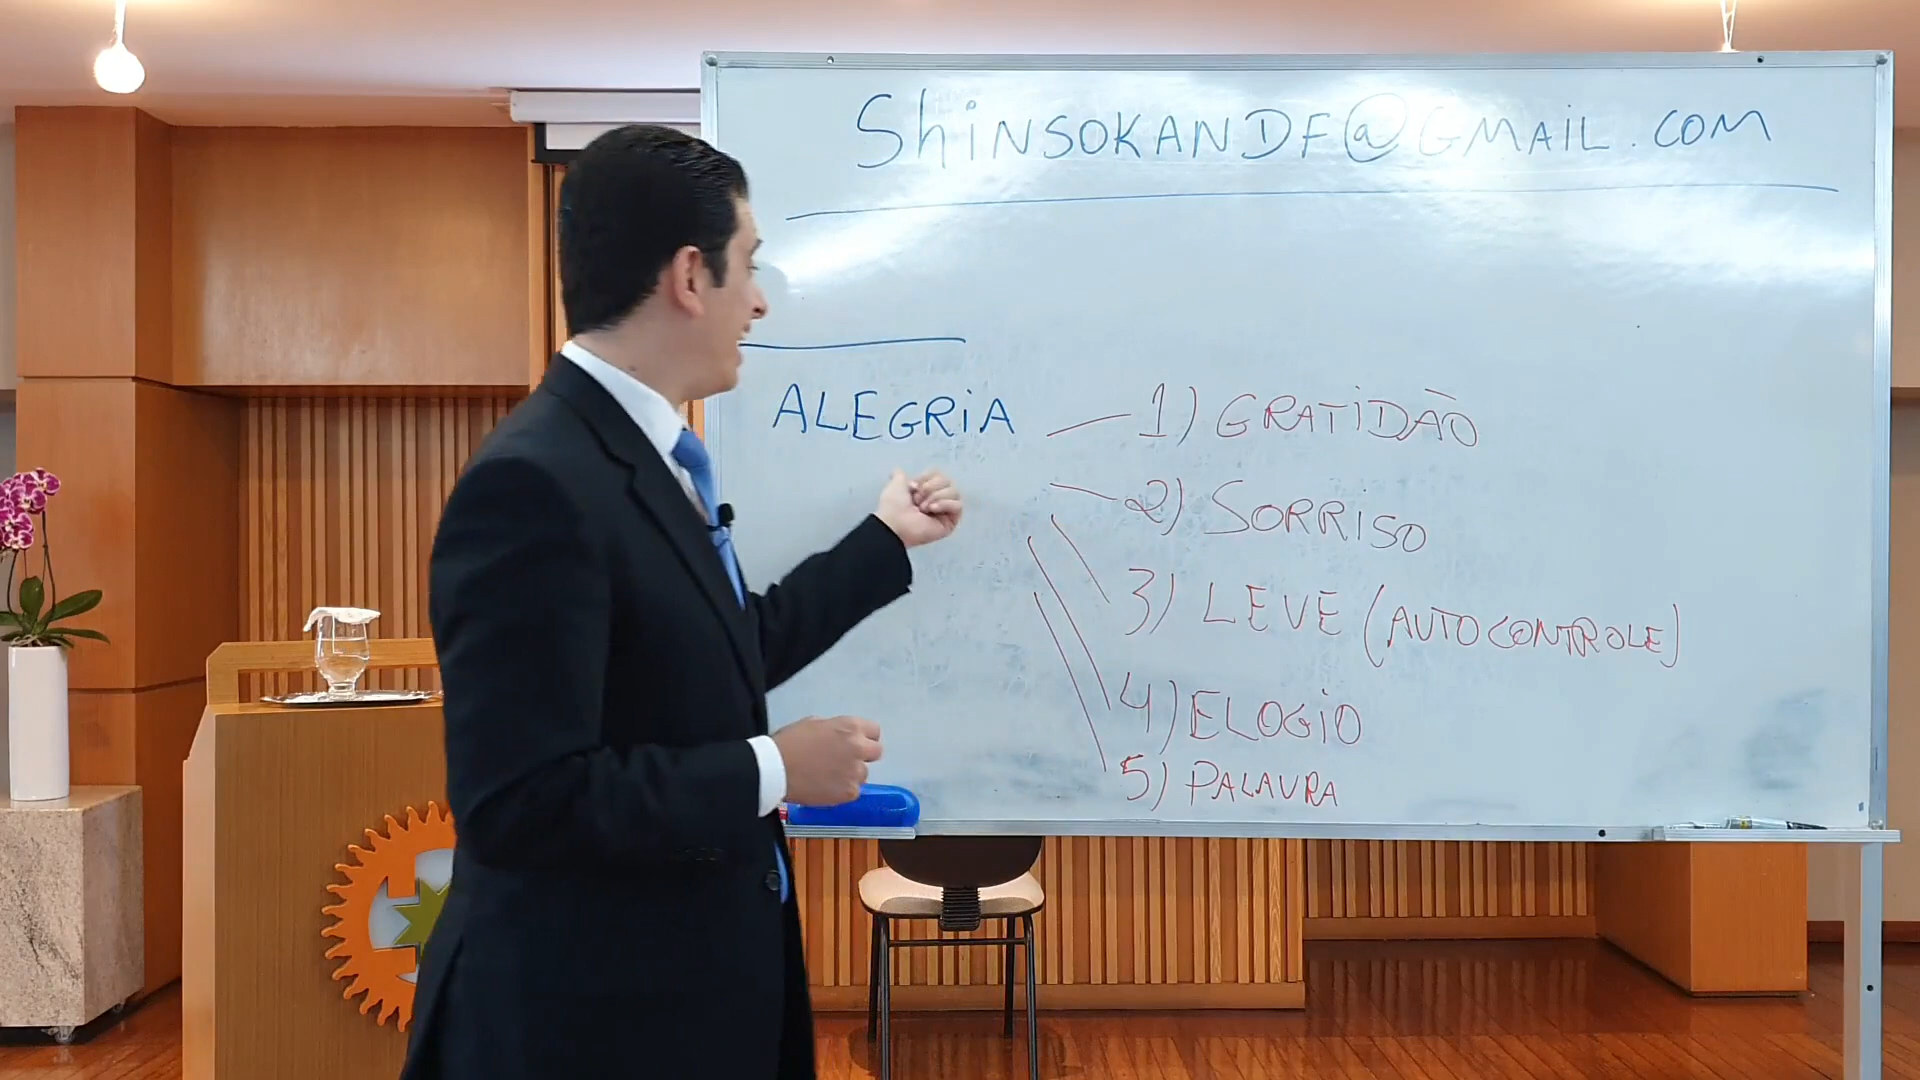 ShINSOKANDF@GMAIL.COM
ALEGRiA
1) GRATiDÃO
2) SORRiSO
3) LEVE (AUTOCONTROLE)
4) ELOGiO
5) PALAVRA